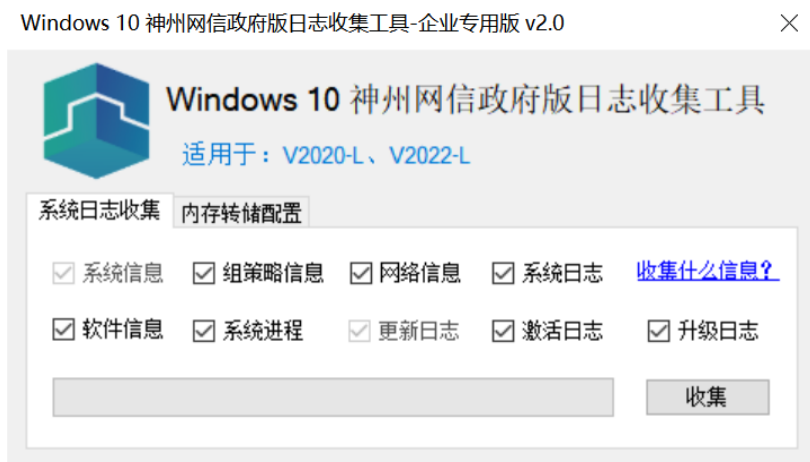 Windows 10 神州网信政府版日志收集工具-企业专用版 v2.0
Windows 10 神州网信政府版日志收集工具
适用于：V2020-L、V2022-L
系统日志收集 内存转储配置
系统信息 组策略信息 网络信息 系统日志 收集什么信息？
软件信息 系统进程 更新日志 激活日志 升级日志
收集